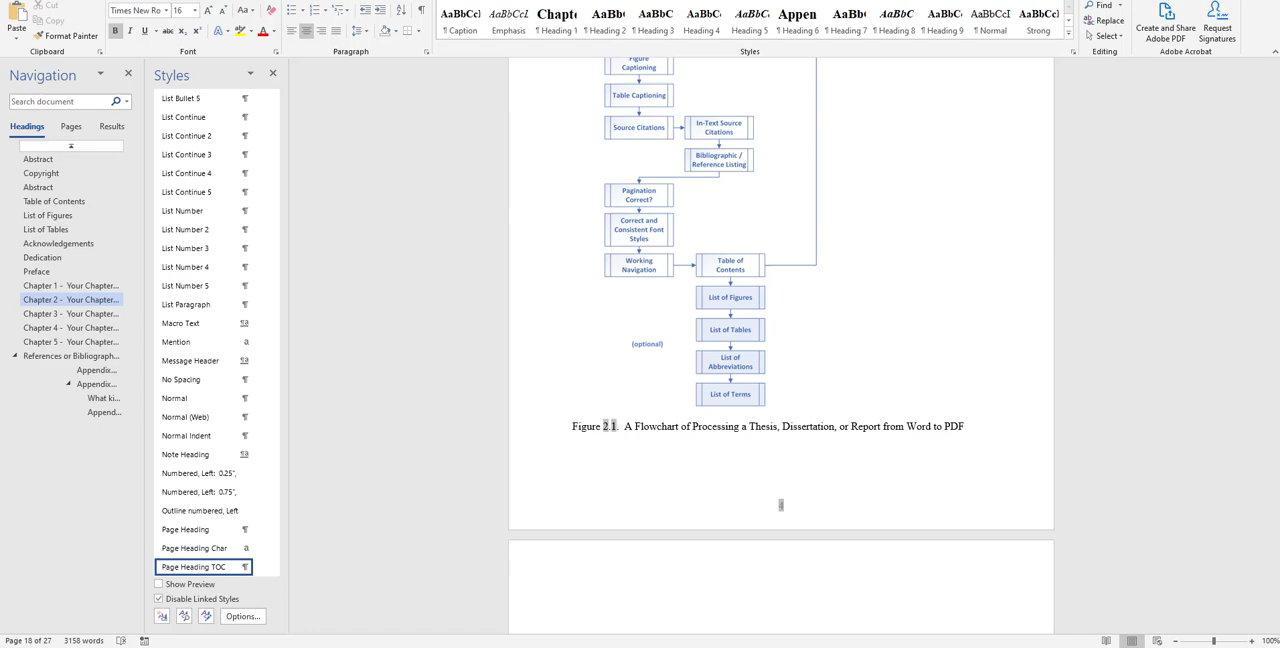 Cut
Copy
Paste
Format Painter
Clipboard
Times New Ro
16
Aa
B I U abc x₂ x² A ab A
Font
Paragraph
AaBbCcI AaBbCcL Chapte AaBb( AaBbC AaBbCc AaBbC Appen AaBb( AaBbC AaBbCc AaBbCcI AaBbCcl
¶ Caption Emphasis ¶ Heading 1 ¶ Heading 2 ¶ Heading 3 Heading 4 ¶ Heading 5 ¶ Heading 6 ¶ Heading 7 ¶ Heading 8 ¶ Heading 9 ¶ Normal Strong
Styles
Find
Replace
Select
Editing
Create and Share
Adobe PDF
Request
Signatures
Adobe Acrobat
Navigation
Search document
Headings Pages Results
Abstract
Copyright
Abstract
Table of Contents
List of Figures
List of Tables
Acknowledgements
Dedication
Preface
Chapter 1 - Your Chapter...
Chapter 2 - Your Chapter...
Chapter 3 - Your Chapter...
Chapter 4 - Your Chapter...
Chapter 5 - Your Chapter...
References or Bibliograph...
Appendix...
Appendix...
What ki...
Append...
Styles
List Bullet 5 ¶
List Continue ¶
List Continue 2 ¶
List Continue 3 ¶
List Continue 4 ¶
List Continue 5 ¶
List Number ¶
List Number 2 ¶
List Number 3 ¶
List Number 4 ¶
List Number 5 ¶
List Paragraph ¶
Macro Text ¶a
Mention a
Message Header ¶a
No Spacing ¶
Normal ¶
Normal (Web) ¶
Normal Indent ¶
Note Heading ¶a
Numbered, Left: 0.25",
Numbered, Left: 0.75",
Outline numbered, Left
Page Heading ¶
Page Heading Char a
Page Heading TOC ¶
Show Preview
Disable Linked Styles
Options...
Figure
Captioning
Table Captioning
Source Citations
In-Text Source
Citations
Bibliographic /
Reference Listing
Pagination
Correct?
Correct and
Consistent Font
Styles
Working
Navigation
Table of
Contents
List of Figures
List of Tables
(optional)
List of
Abbreviations
List of Terms
Figure 2.1. A Flowchart of Processing a Thesis, Dissertation, or Report from Word to PDF
Page 18 of 27 3158 words
100%